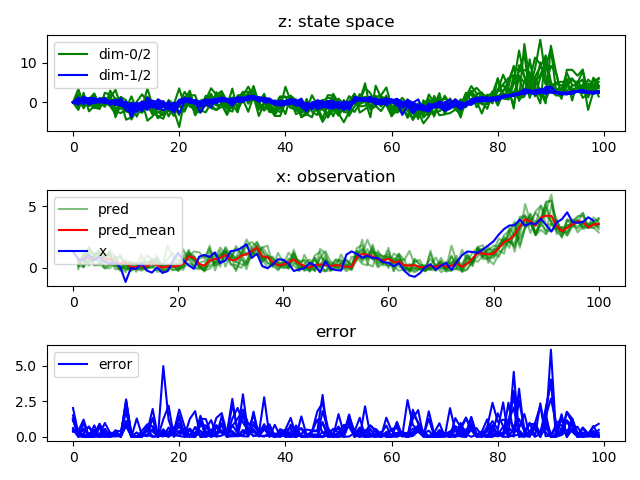 z: state space
10
0
dim-0/2
dim-1/2
0 20 40 60 80 100
x: observation
5
0
pred
pred_mean
x
0 20 40 60 80 100
error
5.0
2.5
0.0
error
0 20 40 60 80 100